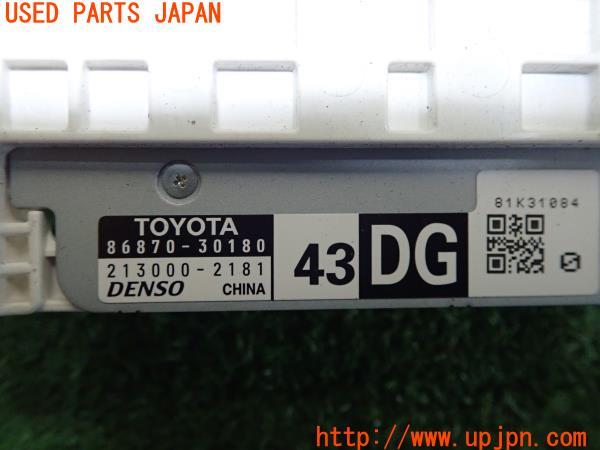 USED PARTS JAPAN
81K31084
TOYOTA
86870-30180
213000-2181
DENSO CHINA
43 DG
http://www.upjpn.com/